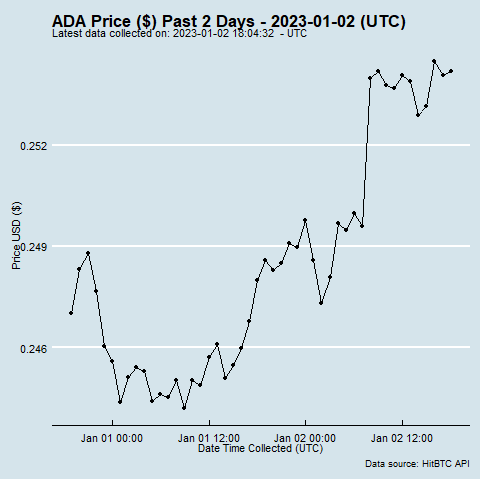 ADA Price ($) Past 2 Days - 2023-01-02 (UTC)
Latest data collected on: 2023-01-02 18:04:32  - UTC
Price USD ($)
0.252
0.249
0.246
Jan 01 00:00
Jan 01 12:00
Jan 02 00:00
Jan 02 12:00
Date Time Collected (UTC)
Data source: HitBTC API